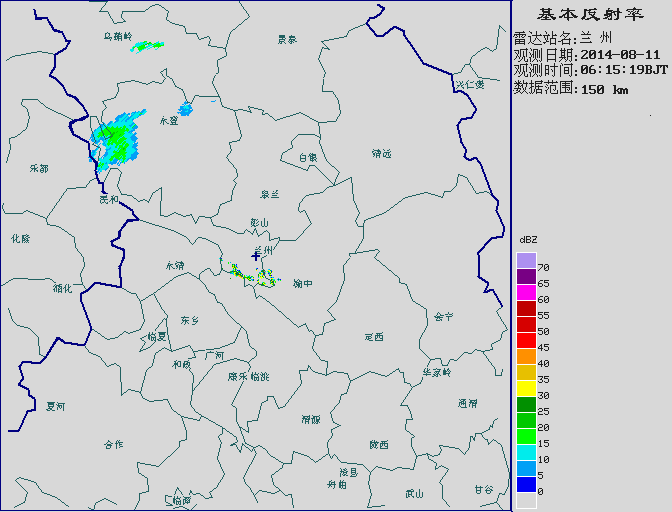 基本反射率
雷达站名:兰 州
观测日期:2014-08-11
观测时间:06:15:19BJT
数据范围:150 km
乌鞘岭
景泰
兴仁堡
永登
白银
靖远
乐都
民和
皋兰
彭山
化隆
兰州
永靖
榆中
循化
东乡
会宁
临夏
定西
广河
和政
康乐
临洮
华家岭
夏河
渭源
通渭
合作
陇西
漳县
岷山
武山
甘谷
临潭
dBZ
70
65
60
55
50
45
40
35
30
25
20
15
10
5
0